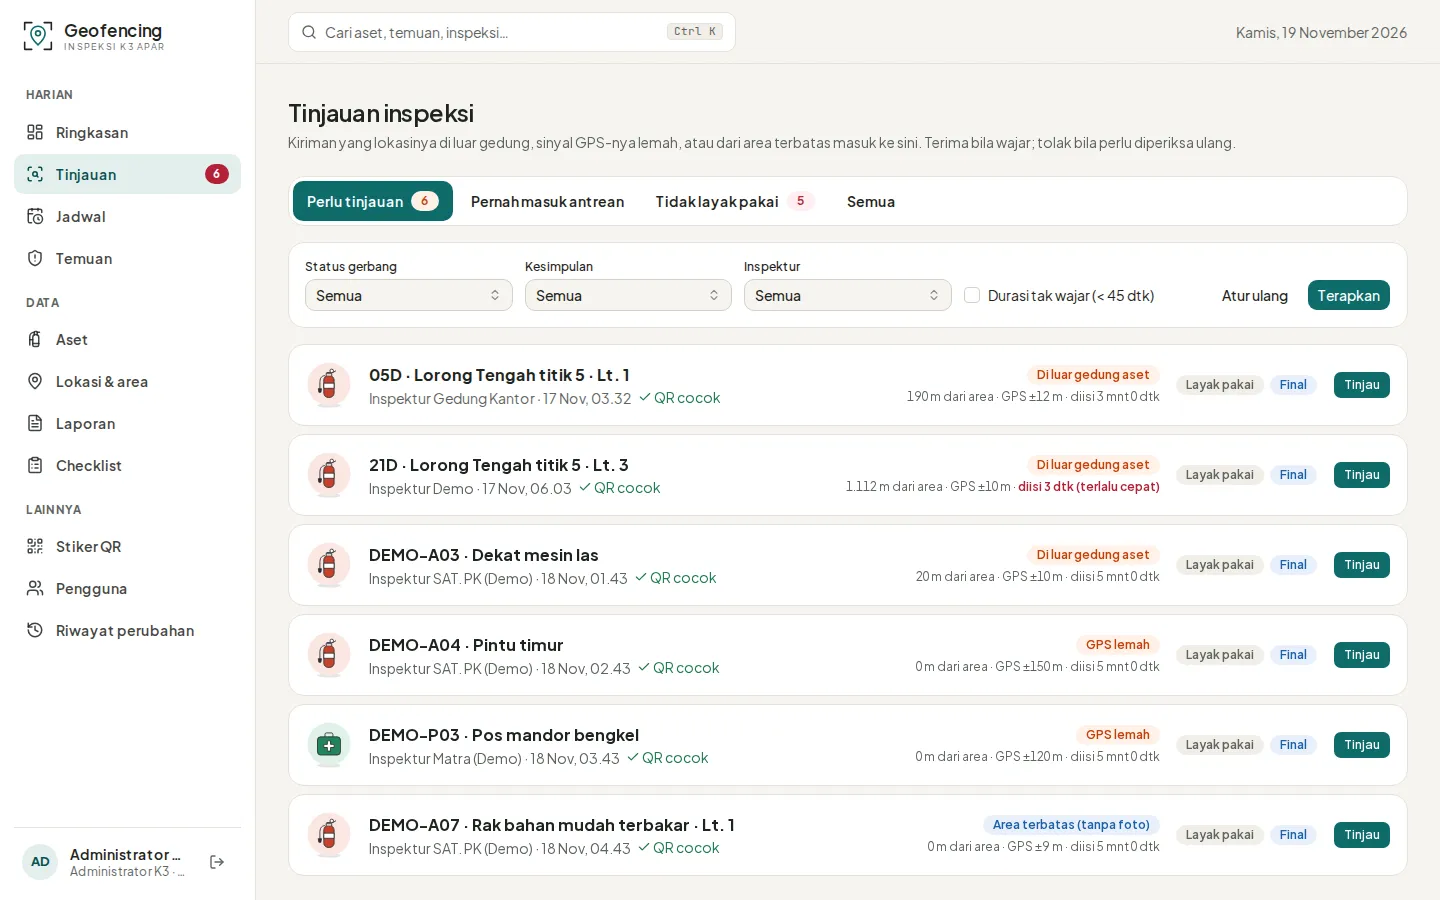 Geofencing
INSPEKSI K3 APAR
HARIAN
Ringkasan
Tinjauan 6
Jadwal
Temuan
DATA
Aset
Lokasi & area
Laporan
Checklist
LAINNYA
Stiker QR
Pengguna
Riwayat perubahan
AD
Administrator ...
Administrator K3 · ...
Cari aset, temuan, inspeksi...
Ctrl K
Kamis, 19 November 2026
Tinjauan inspeksi
Kiriman yang lokasinya di luar gedung, sinyal GPS-nya lemah, atau dari area terbatas masuk ke sini. Terima bila wajar; tolak bila perlu diperiksa ulang.
Perlu tinjauan 6 Pernah masuk antrean Tidak layak pakai 5 Semua
Status gerbang Kesimpulan Inspektur
Semua Semua Semua Durasi tak wajar (< 45 dtk) Atur ulang Terapkan
05D · Lorong Tengah titik 5 · Lt. 1
Inspektur Gedung Kantor · 17 Nov, 03.32 QR cocok
Di luar gedung aset
190 m dari area · GPS ±12 m · diisi 3 mnt 0 dtk
Layak pakai Final Tinjau
21D · Lorong Tengah titik 5 · Lt. 3
Inspektur Demo · 17 Nov, 06.03 QR cocok
Di luar gedung aset
1.112 m dari area · GPS ±10 m · diisi 3 dtk (terlalu cepat)
Layak pakai Final Tinjau
DEMO-A03 · Dekat mesin las
Inspektur SAT. PK (Demo) · 18 Nov, 01.43 QR cocok
Di luar gedung aset
20 m dari area · GPS ±10 m · diisi 5 mnt 0 dtk
Layak pakai Final Tinjau
DEMO-A04 · Pintu timur
Inspektur SAT. PK (Demo) · 18 Nov, 02.43 QR cocok
GPS lemah
0 m dari area · GPS ±150 m · diisi 5 mnt 0 dtk
Layak pakai Final Tinjau
DEMO-P03 · Pos mandor bengkel
Inspektur Matra (Demo) · 18 Nov, 03.43 QR cocok
GPS lemah
0 m dari area · GPS ±120 m · diisi 5 mnt 0 dtk
Layak pakai Final Tinjau
DEMO-A07 · Rak bahan mudah terbakar · Lt. 1
Inspektur SAT. PK (Demo) · 18 Nov, 04.43 QR cocok
Area terbatas (tanpa foto)
0 m dari area · GPS ±9 m · diisi 5 mnt 0 dtk
Layak pakai Final Tinjau